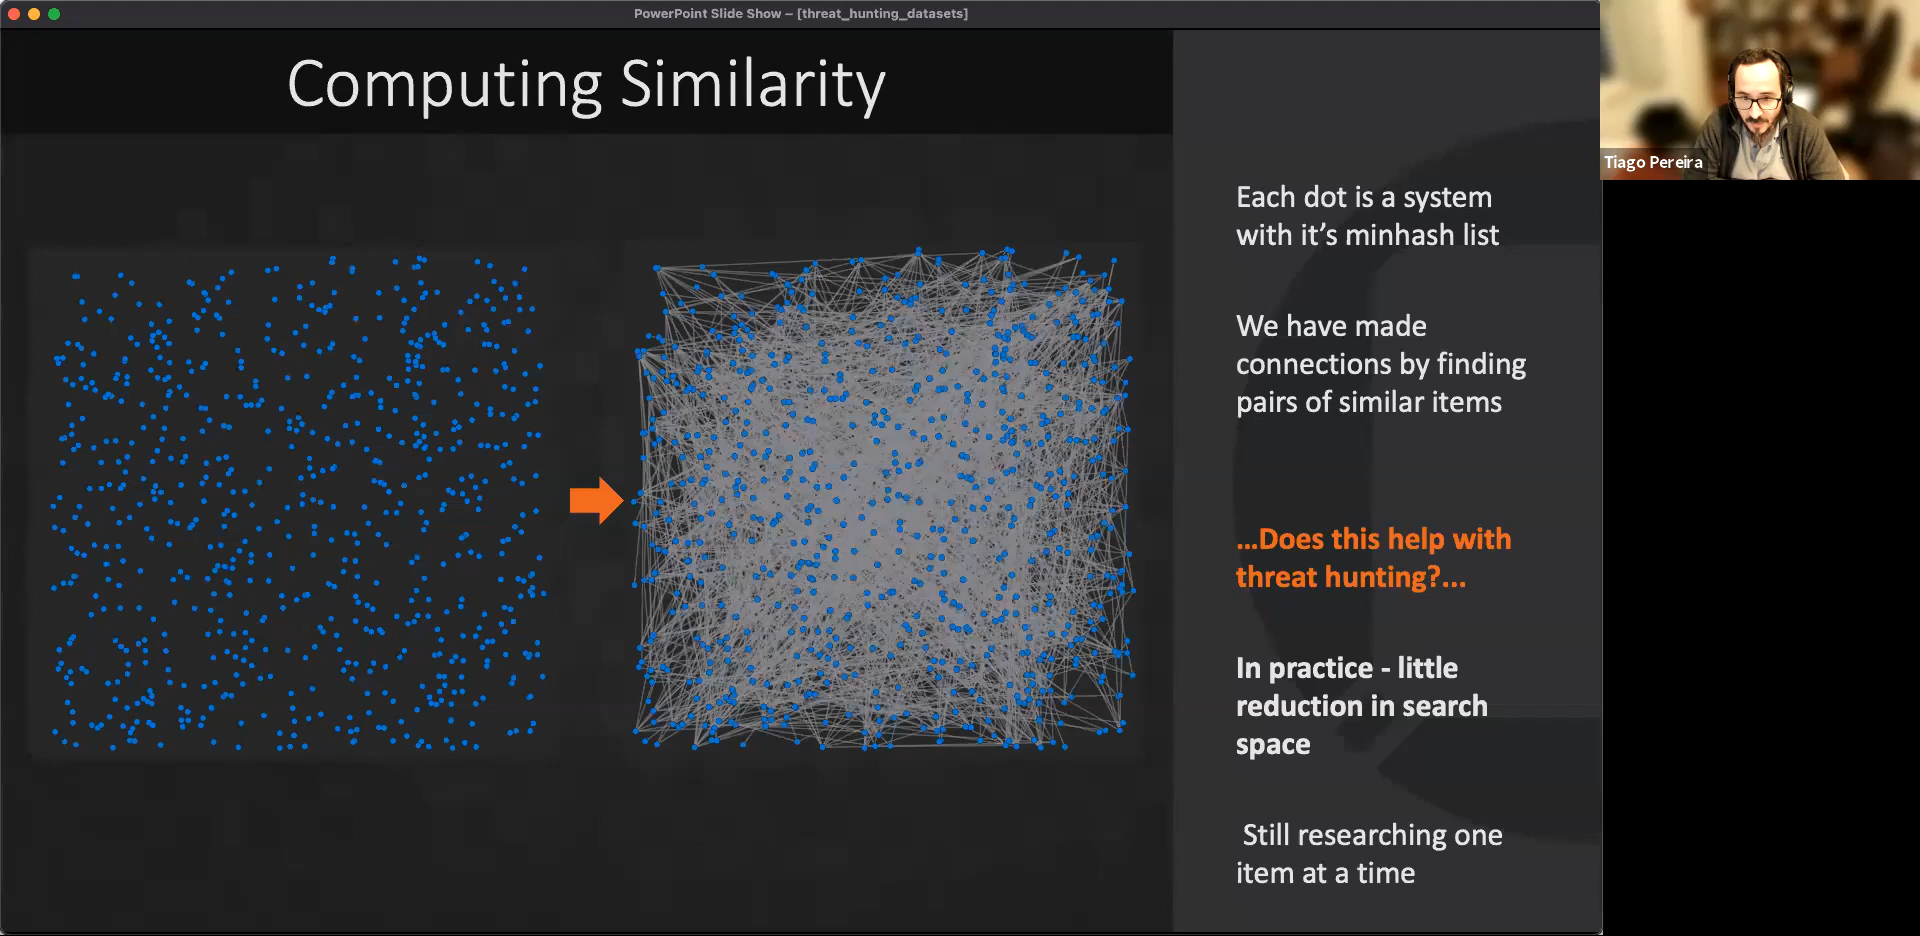 PowerPoint Slide Show – [threat_hunting_datasets]
Computing Similarity
Tiago Pereira
Each dot is a system
with it’s minhash list
We have made
connections by finding
pairs of similar items
...Does this help with
threat hunting?...
In practice - little
reduction in search
space
Still researching one
item at a time